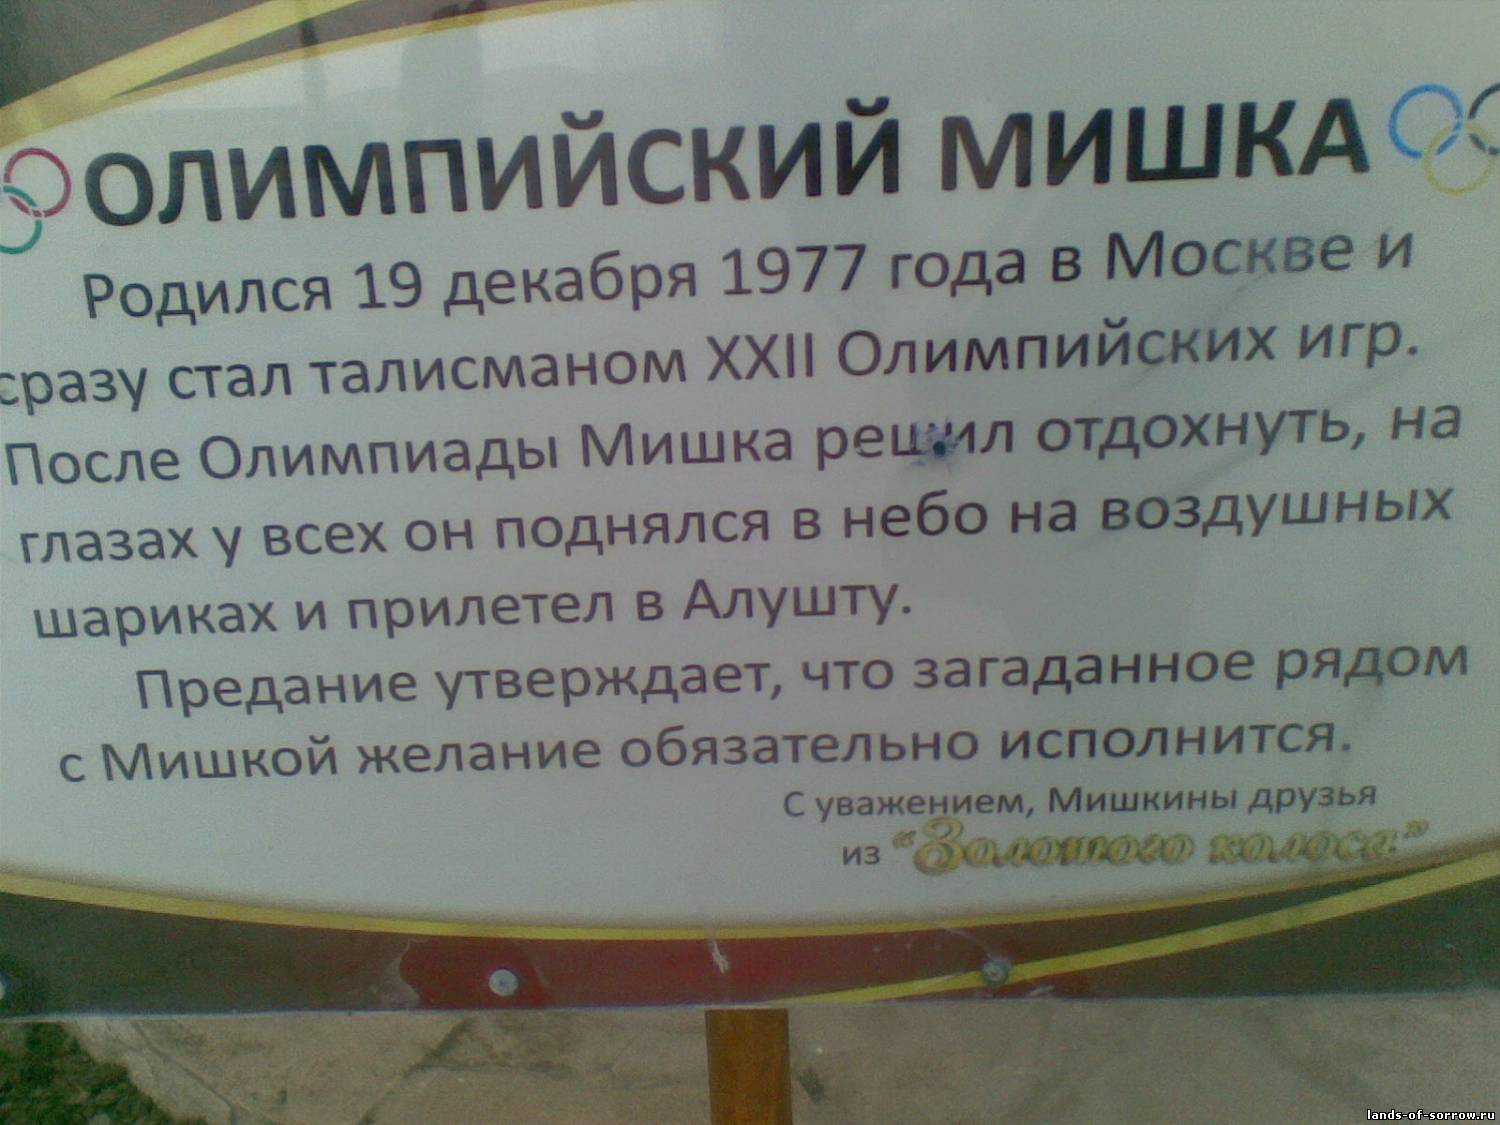 ОЛИМПИЙСКИЙ МИШКА
Родился 19 декабря 1977 года в Москве и
сразу стал талисманом XXII Олимпийских игр.
После Олимпиады Мишка решил отдохнуть, на
глазах у всех он поднялся в небо на воздушных
шариках и прилетел в Алушту.
Предание утверждает, что загаданное рядом
с Мишкой желание обязательно исполнится.
С уважением, Мишкины друзья
из "Золотого колоса"
lands-of-sorrow.ru